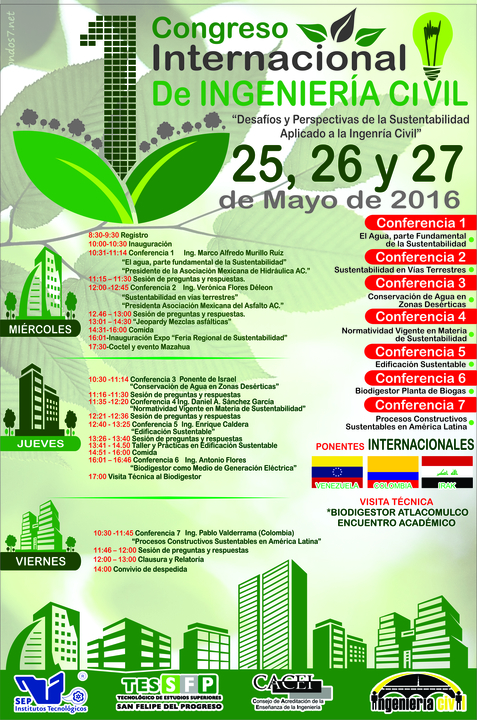 ondos7.net
1
Congreso
Internacional
De INGENIERÍA CIVIL
"Desafíos y Perspectivas de la Sustentabilidad
Aplicado a la Ingenría Civil"
25, 26 y 27
de Mayo de 2016
MIÉRCOLES
8:30-9:30 Registro
10:00-10:30 Inauguración
10:31-11:14 Conferencia 1 Ing. Marco Alfredo Murillo Ruiz
"El agua, parte fundamental de la Sustentabilidad"
"Presidente de la Asociación Mexicana de Hidráulica AC."
11:15 – 11:30 Sesión de preguntas y respuestas.
12:00 -12:45 Conferencia 2 Ing. Verónica Flores Déleon
"Sustentabilidad en vías terrestres"
"Presidenta Asociación Mexicana del Asfalto AC."
12.46 – 13:00 Sesión de preguntas y respuestas.
13:01 – 14:30 "Jeopardy Mezclas asfálticas"
14:31-16:00 Comida
16:01-Inauguración Expo "Feria Regional de Sustentabilidad"
17:30-Coctel y evento Mazahua
JUEVES
10:30 -11:14 Conferencia 3 Ponente de Israel
"Conservación de Agua en Zonas Desérticas"
11:16 -11:30 Sesión de preguntas y respuestas
11:35 -12:20 Conferencia 4 Ing. Daniel A. Sánchez García
"Normatividad Vigente en Materia de Sustentabilidad"
12:21 -12:36 Sesión de preguntas y respuestas
12:40 - 13:25 Conferencia 5 Ing. Enrique Caldera
"Edificación Sustentable"
13:26 - 13:40 Sesión de preguntas y respuestas
13:41 - 14.50 Taller y Prácticas en Edificación Sustentable
14:51 - 16:00 Comida
16:01 – 16:46 Conferencia 6 Ing. Antonio Flores
"Biodigestor como Medio de Generación Eléctrica"
17:00 Visita Técnica al Biodigestor
VIERNES
10:30 -11:45 Conferencia 7 Ing. Pablo Valderrama (Colombia)
"Procesos Constructivos Sustentables en América Latina"
11:46 – 12:00 Sesión de preguntas y respuestas
12:00 – 13:00 Clausura y Relatoría
14:00 Convivio de despedida
Conferencia 1
El Agua, parte Fundamental
de la Sustentabilidad
Conferencia 2
Sustentabilidad en Vías Terrestres
Conferencia 3
Conservación de Agua en
Zonas Desérticas
Conferencia 4
Normatividad Vigente en Materia
de Sustentabilidad
Conferencia 5
Edificación Sustentable
Conferencia 6
Biodigestor Planta de Biogas
Conferencia 7
Procesos Constructivos
Sustentables en América Latina
PONENTES INTERNACIONALES
VENEZUELA COLOMBIA IRAK
VISITA TÉCNICA
*BIODIGESTOR ATLACOMULCO
ENCUENTRO ACADÉMICO
SEP
Institutos Tecnológicos
TESSFP
TECNOLÓGICO DE ESTUDIOS SUPERIORES
SAN FELIPE DEL PROGRESO
CACEI
Consejo de Acreditación de la
Enseñanza de la Ingeniería
Ingeniería Civil